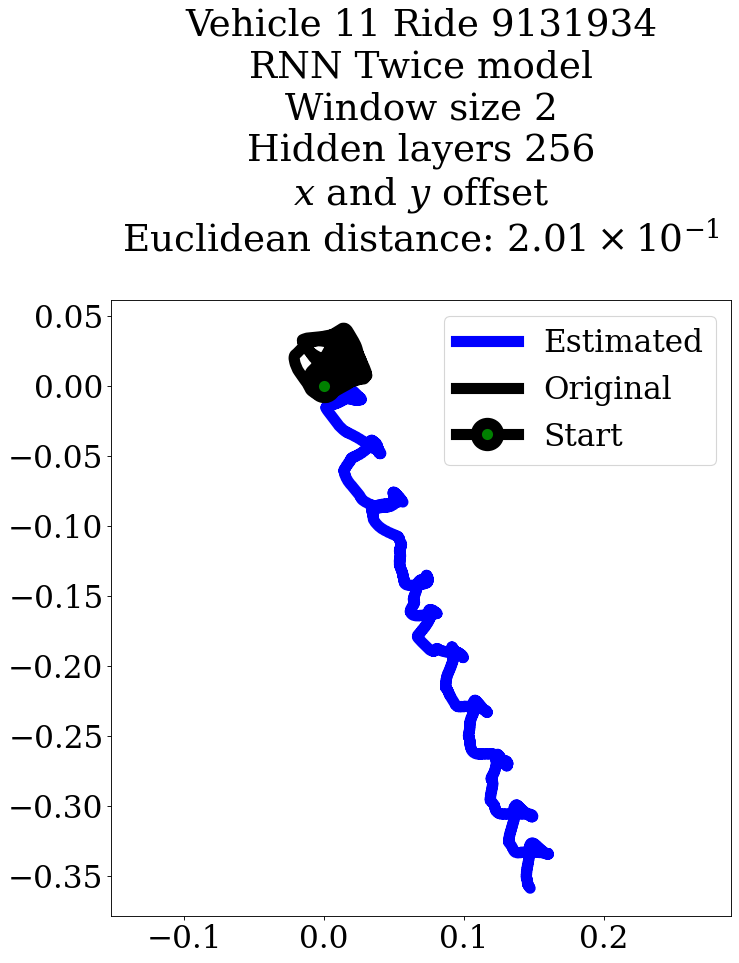 Vehicle 11 Ride 9131934
RNN Twice model
Window size 2
Hidden layers 256
x and y offset
Euclidean distance: 2.01 × 10⁻¹
Estimated
Original
Start
0.05
0.00
−0.05
−0.10
−0.15
−0.20
−0.25
−0.30
−0.35
−0.1
0.0
0.1
0.2